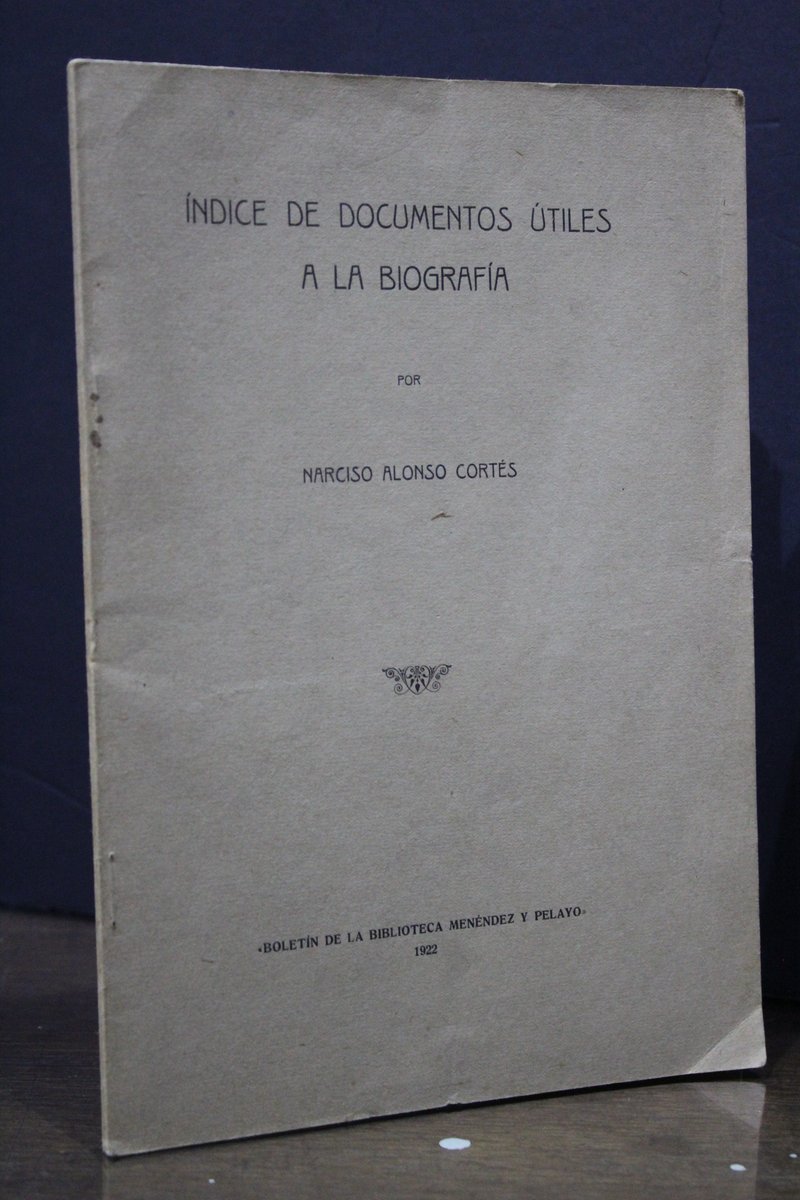 ÍNDICE DE DOCUMENTOS ÚTILES
A LA BIOGRAFÍA
POR
NARCISO ALONSO CORTÉS
«BOLETÍN DE LA BIBLIOTECA MENÉNDEZ Y PELAYO»
1922